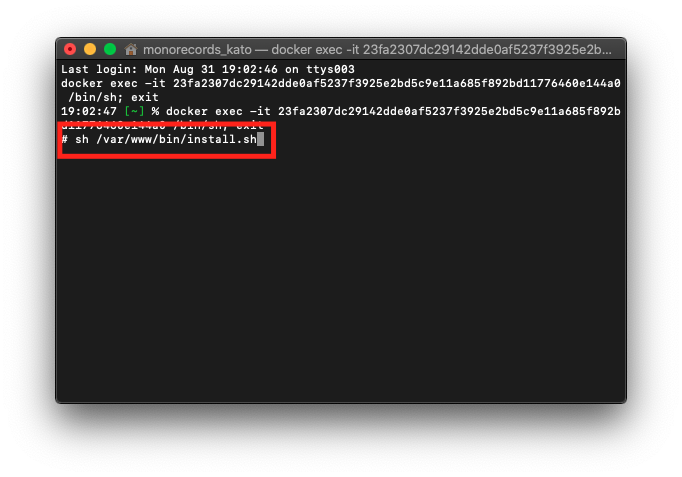 monorecords_kato — docker exec -it 23fa2307dc29142dde0af5237f3925e2b...
Last login: Mon Aug 31 19:02:46 on ttys003
docker exec -it 23fa2307dc29142dde0af5237f3925e2bd5c9e11a685f892bd11776460e144a0
/bin/sh; exit
19:02:47 [~] % docker exec -it 23fa2307dc29142dde0af5237f3925e2bd5c9e11a685f892b
d11776460e144a0 /bin/sh; exit
# sh /var/www/bin/install.sh